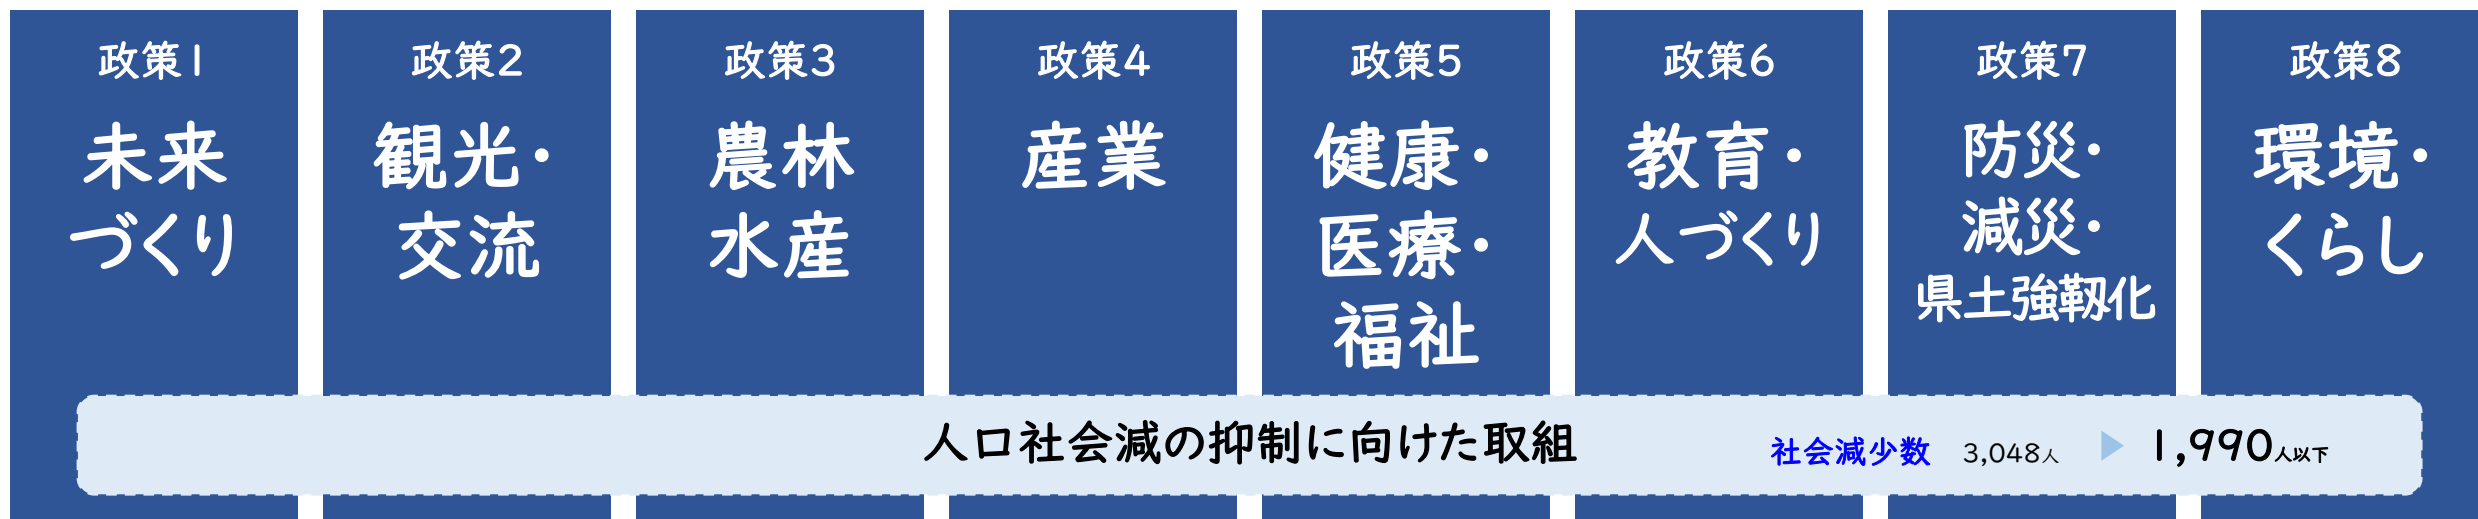 政策1
未来
づくり
政策2
観光・
交流
政策3
農林
水産
政策4
産業
政策5
健康・
医療・
福祉
政策6
教育・
人づくり
政策7
防災・
減災・
県土強靱化
政策8
環境・
くらし
人口社会減の抑制に向けた取組
社会減少数 3,048人 ▶ 1,990人以下